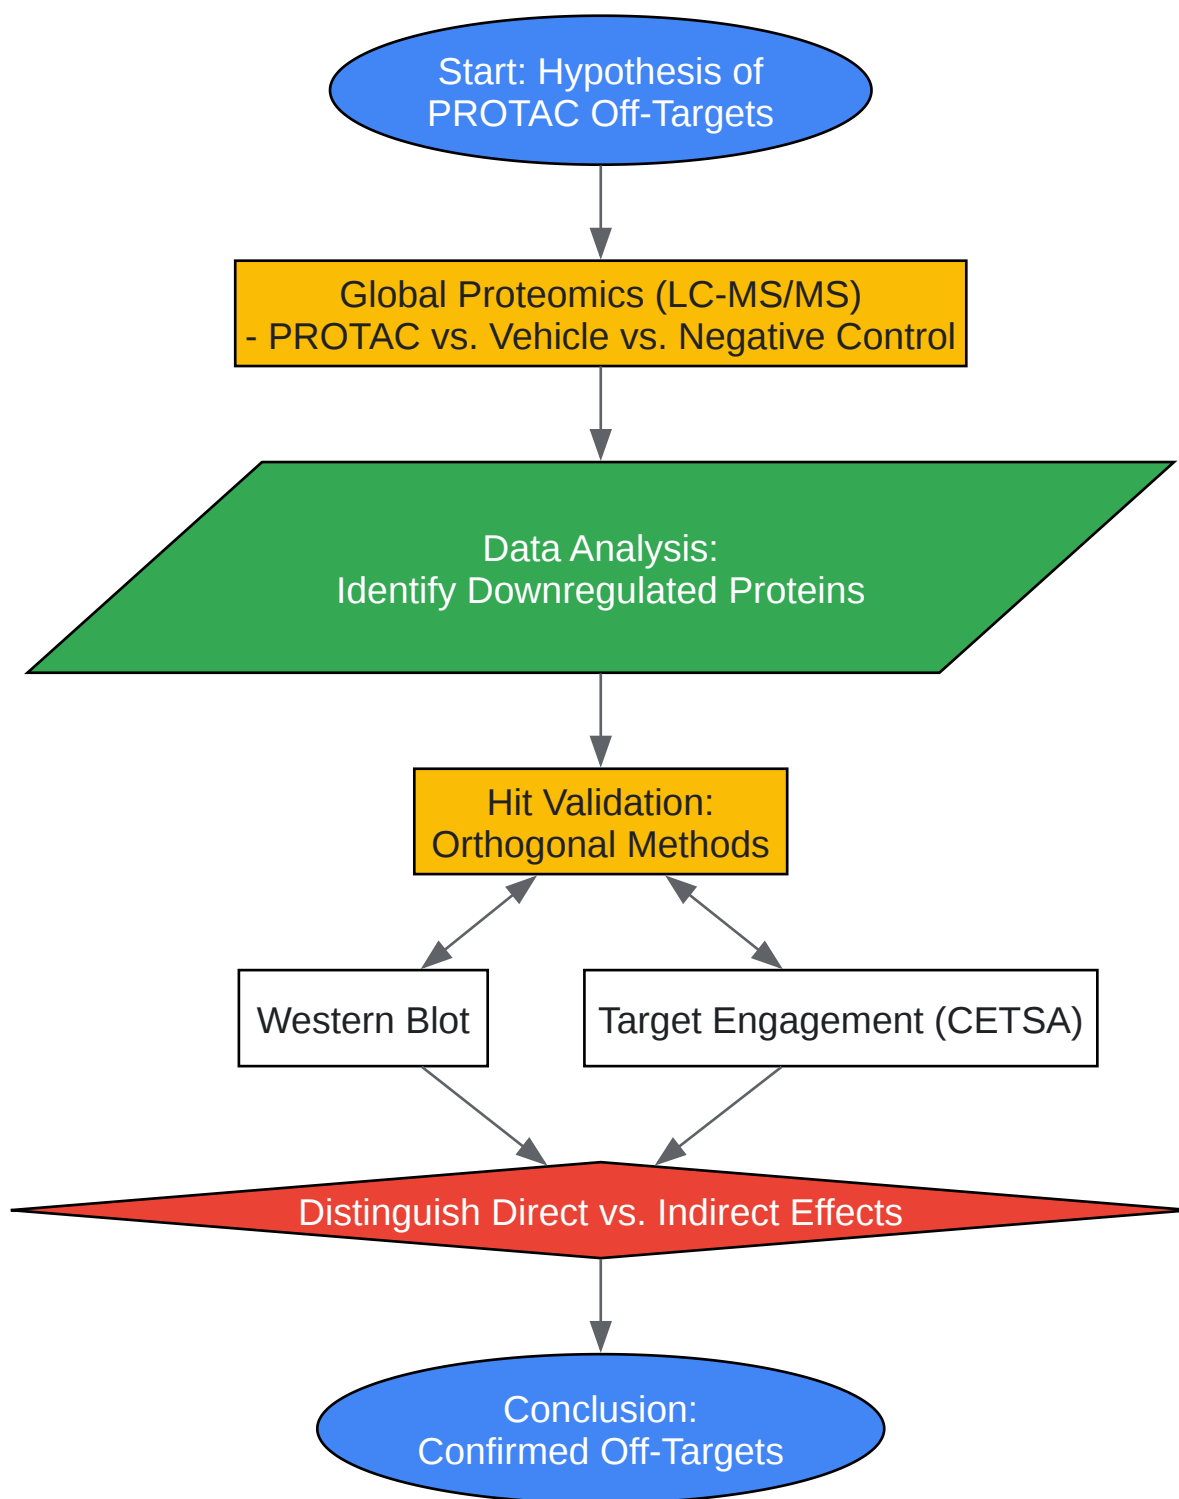 Start: Hypothesis of
PROTAC Off-Targets
Global Proteomics (LC-MS/MS)
- PROTAC vs. Vehicle vs. Negative Control
Data Analysis:
Identify Downregulated Proteins
Hit Validation:
Orthogonal Methods
Western Blot
Target Engagement (CETSA)
Distinguish Direct vs. Indirect Effects
Conclusion:
Confirmed Off-Targets